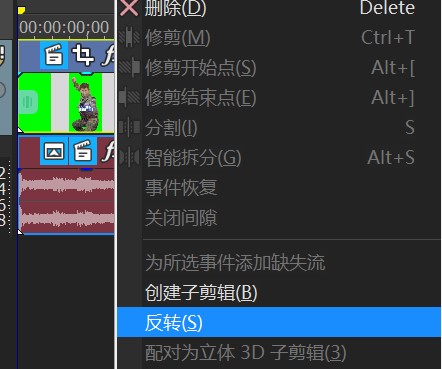 00:00:00:00
删除(D) Delete
修剪(M) Ctrl+T
修剪开始点(S) Alt+[
修剪结束点(E) Alt+]
分割(I) S
智能拆分(G) Alt+S
事件恢复
关闭间隙
为所选事件添加缺失流
创建子剪辑(B)
反转(S)
配对为立体 3D 子剪辑(3)